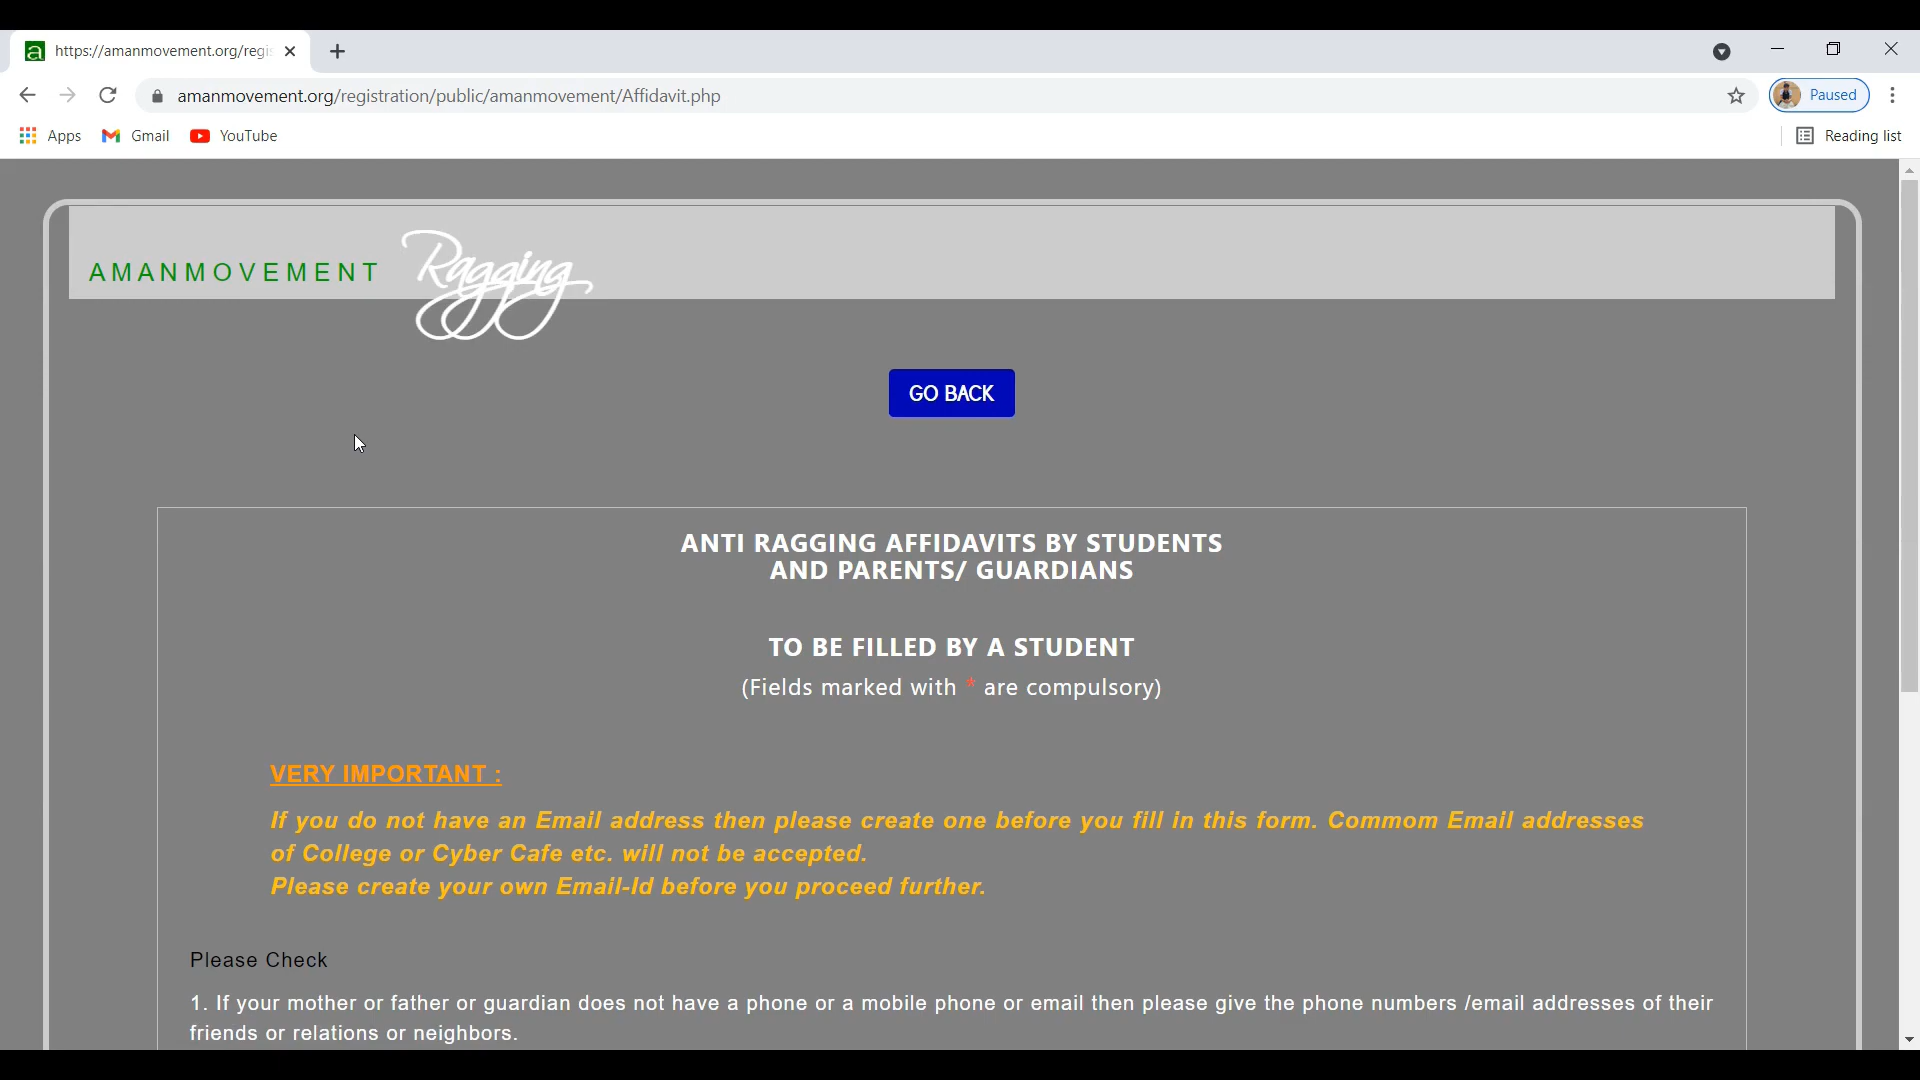 https://amanmovement.org/regis
amanmovement.org/registration/public/amanmovement/Affidavit.php
Paused
Apps
Gmail
YouTube
Reading list
AMANMOVEMENT
Ragging
GO BACK
ANTI RAGGING AFFIDAVITS BY STUDENTS
AND PARENTS/ GUARDIANS
TO BE FILLED BY A STUDENT
(Fields marked with * are compulsory)
VERY IMPORTANT :
If you do not have an Email address then please create one before you fill in this form. Commom Email addresses
of College or Cyber Cafe etc. will not be accepted.
Please create your own Email-Id before you proceed further.
Please Check
1. If your mother or father or guardian does not have a phone or a mobile phone or email then please give the phone numbers /email addresses of their
friends or relations or neighbors.